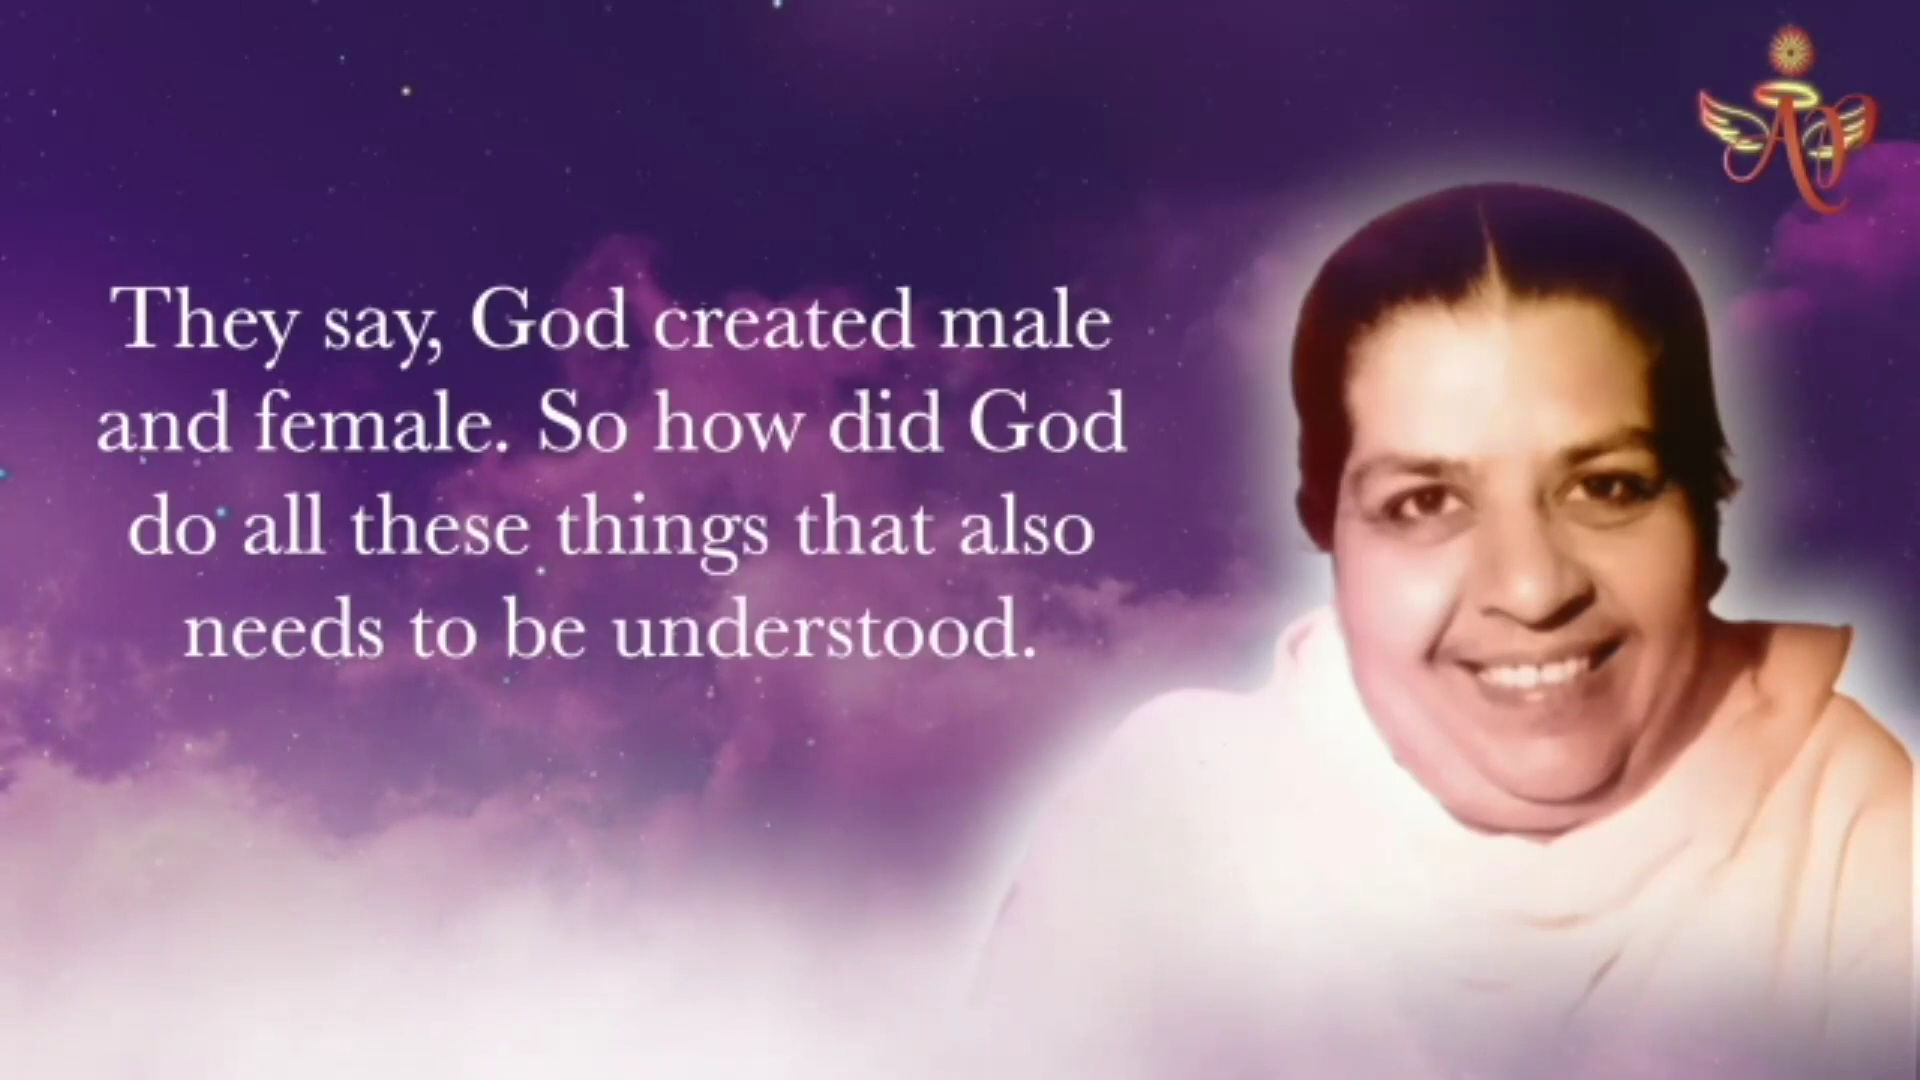 They say, God created male
and female. So how did God
do all these things that also
needs to be understood.